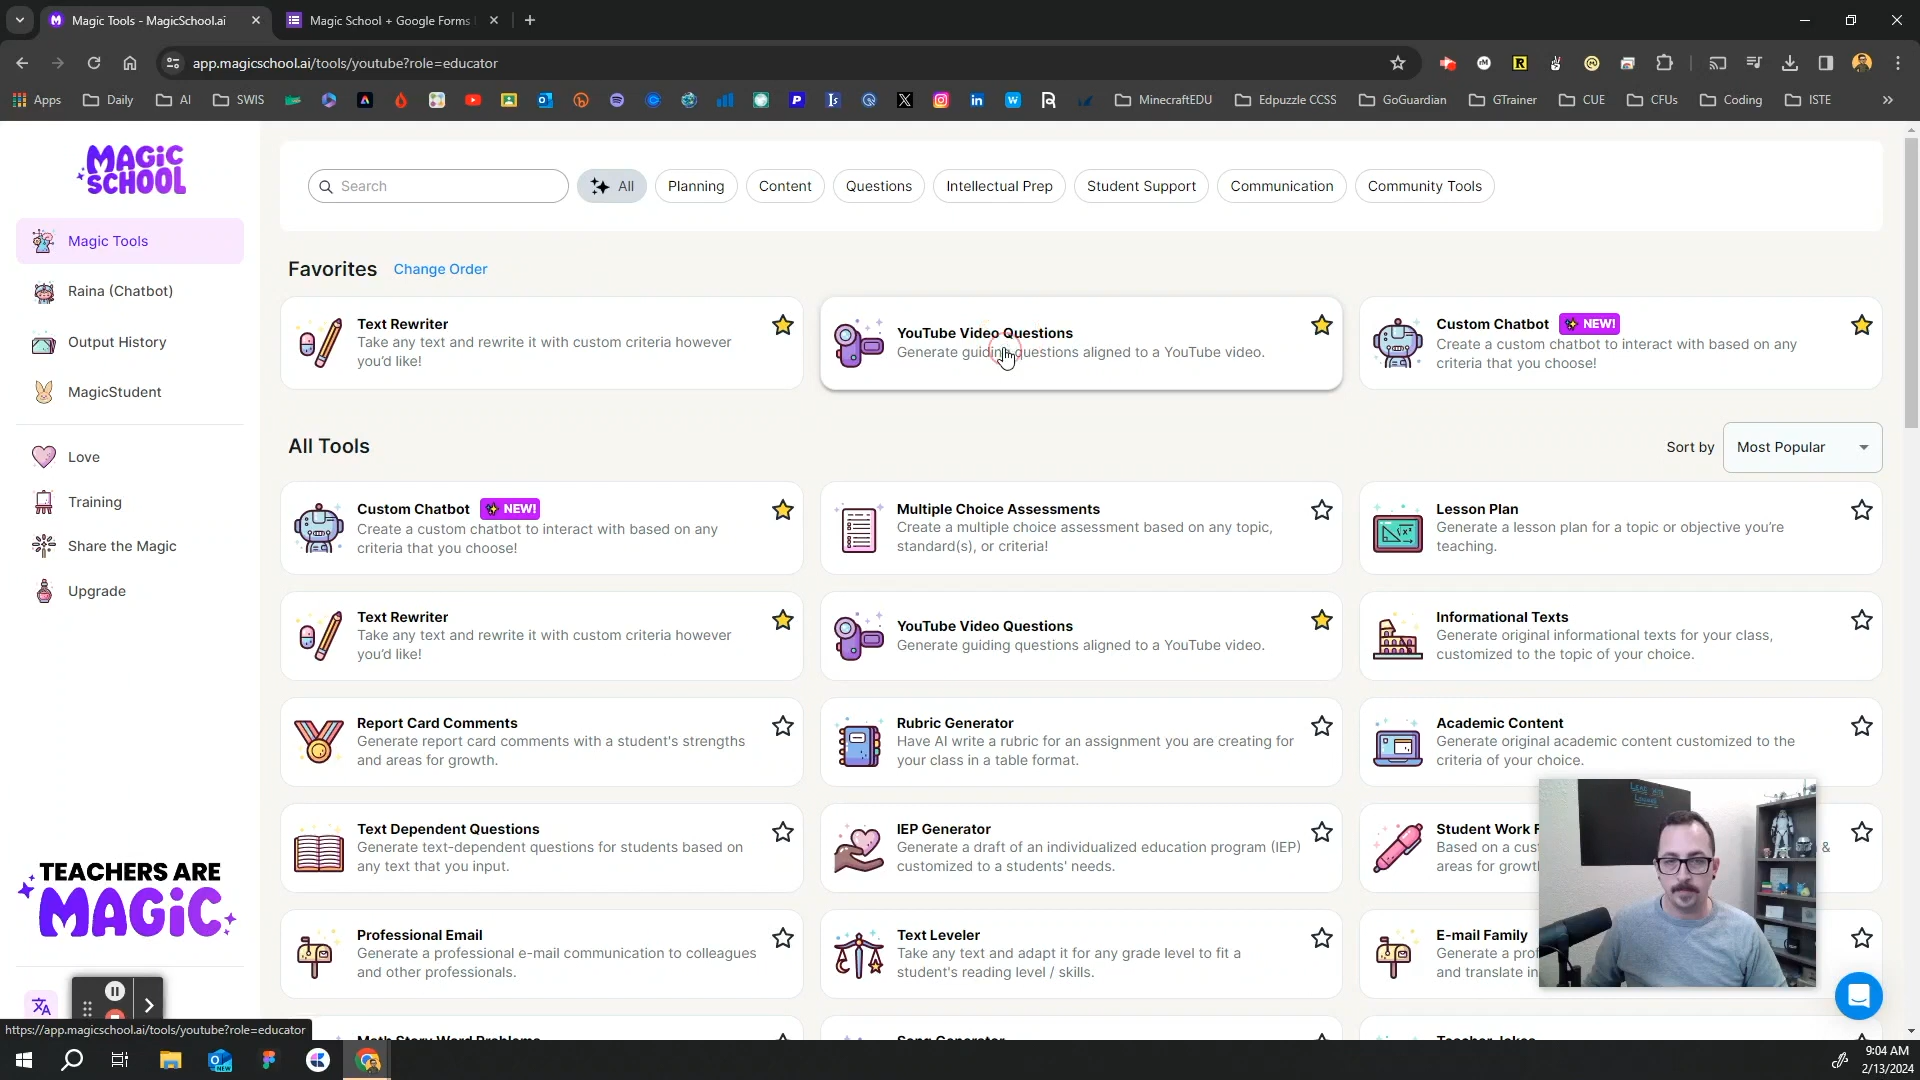 Magic Tools - MagicSchool.ai
Magic School + Google Forms
app.magicschool.ai/tools/youtube?role=educator
Apps Daily AI SWIS MinecraftEDU Edpuzzle CCSS GoGuardian GTrainer CUE CFUs Coding ISTE
MAGIC SCHOOL
Magic Tools
Raina (Chatbot)
Output History
MagicStudent
Love
Training
Share the Magic
Upgrade
TEACHERS ARE
MAGIC
Search
All
Planning
Content
Questions
Intellectual Prep
Student Support
Communication
Community Tools
Favorites Change Order
Text Rewriter
Take any text and rewrite it with custom criteria however
you'd like!
YouTube Video Questions
Generate guiding questions aligned to a YouTube video.
Custom Chatbot NEW!
Create a custom chatbot to interact with based on any
criteria that you choose!
All Tools
Sort by Most Popular
Custom Chatbot NEW!
Create a custom chatbot to interact with based on any
criteria that you choose!
Multiple Choice Assessments
Create a multiple choice assessment based on any topic,
standard(s), or criteria!
Lesson Plan
Generate a lesson plan for a topic or objective you're
teaching.
Text Rewriter
Take any text and rewrite it with custom criteria however
you'd like!
YouTube Video Questions
Generate guiding questions aligned to a YouTube video.
Informational Texts
Generate original informational texts for your class,
customized to the topic of your choice.
Report Card Comments
Generate report card comments with a student's strengths
and areas for growth.
Rubric Generator
Have AI write a rubric for an assignment you are creating for
your class in a table format.
Academic Content
Generate original academic content customized to the
criteria of your choice.
Text Dependent Questions
Generate text-dependent questions for students based on
any text that you input.
IEP Generator
Generate a draft of an individualized education program (IEP)
customized to a students' needs.
Student Work
Based on a &
areas for
Professional Email
Generate a professional e-mail communication to colleagues
and other professionals.
Text Leveler
Take any text and adapt it for any grade level to fit a
student's reading level / skills.
E-mail Family
Generate a
and translate
https://app.magicschool.ai/tools/youtube?role=educator
9:04 AM
2/13/2024